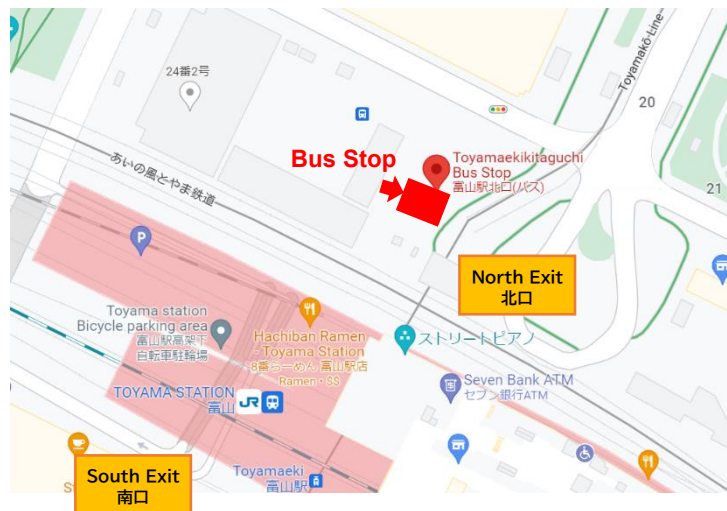 24番2号
Toyamakō-Line
20
あいの風とやま鉄道
Bus Stop
Toyamaekikitaguchi
Bus Stop
富山駅北口(バス)
21
P
North Exit
北口
Toyama station
Bicycle parking area
富山駅高架下
自転車駐輪場
Hachiban Ramen
Toyama Station
8番らーめん 富山駅店
Ramen・$$
ストリートピアノ
Seven Bank ATM
セブン銀行ATM
TOYAMA STATION
富山
JR
South Exit
南口
Toyamaeki
富山駅